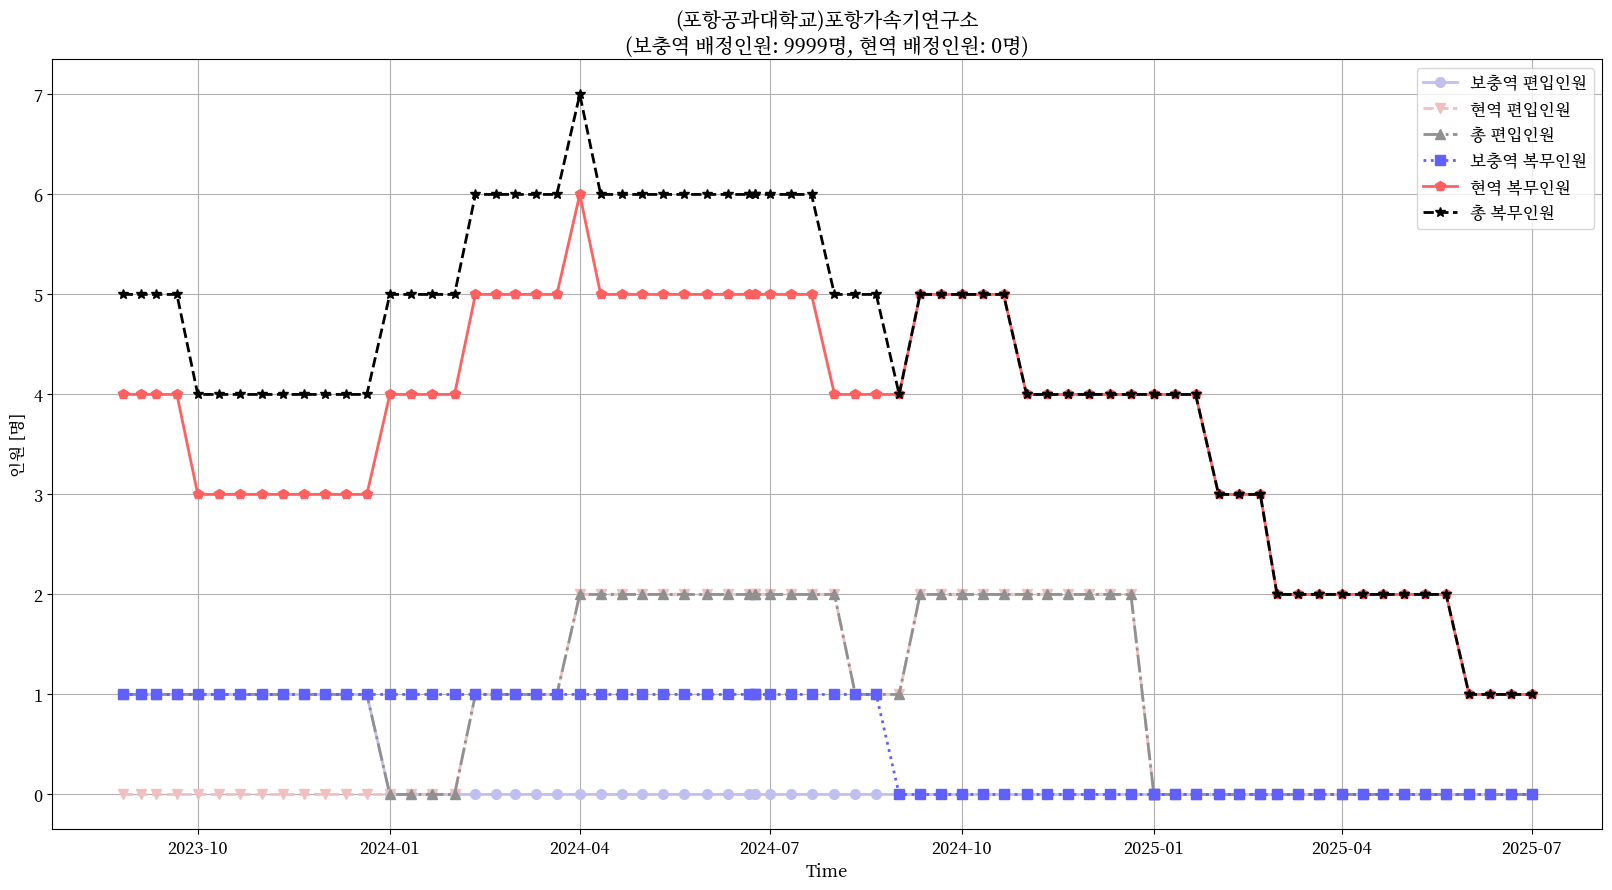 (포항공과대학교)포항가속기연구소
(보충역 배정인원: 9999명, 현역 배정인원: 0명)
보충역 편입인원
현역 편입인원
총 편입인원
보충역 복무인원
현역 복무인원
총 복무인원
인원 [명]
7
6
5
4
3
2
1
0
2023-10
2024-01
2024-04
2024-07
2024-10
2025-01
2025-04
2025-07
Time